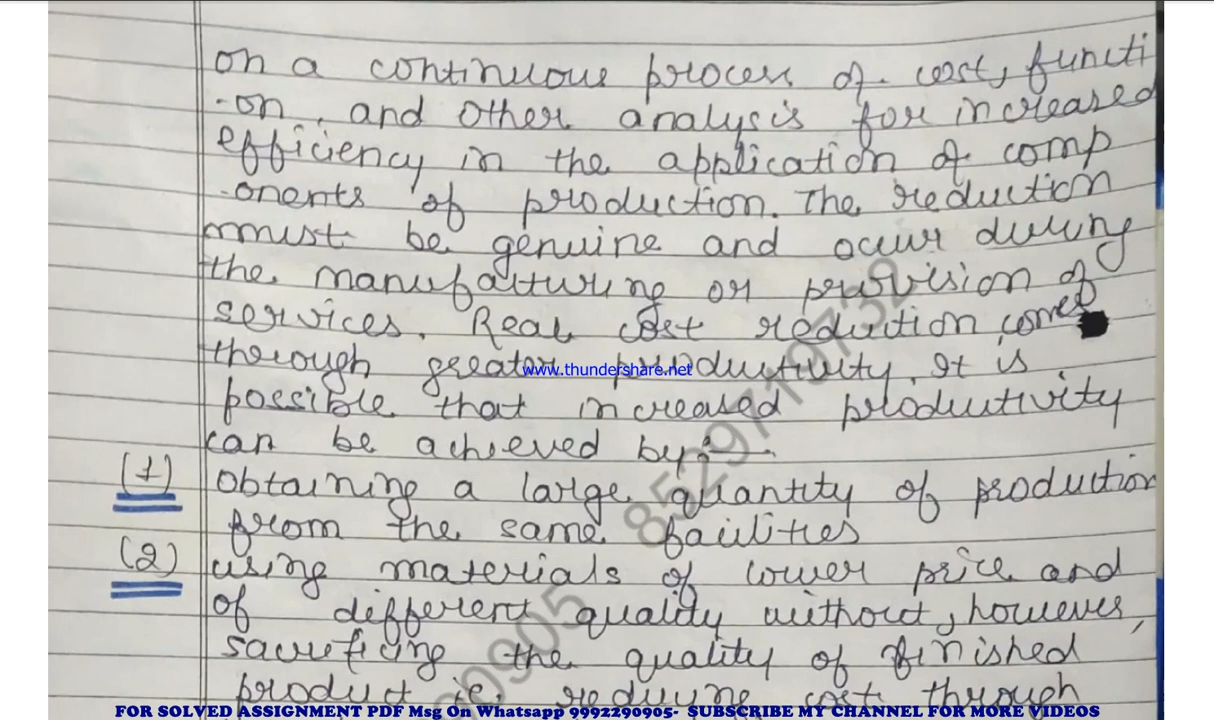 on a continuous process of cost, functi
-on, and other analysis for increased
efficiency in the application of comp
-onents of production. The reduction
must be genuine and ocur during
the manufacturing or provision of
services. Real cost reduction comes
through greater productivity. It is
www.thundershare.net
possible that increased productivity
can be achieved by:-
(1) Obtaining a large quantity of production
from the same facilities
(2) using materials of lower price and
of different quality without, however,
sacrificing the quality of finished
product ie. reducing cost through
8529719732
FOR SOLVED ASSIGNMENT PDF Msg On Whatsapp 9992290905- SUBSCRIBE MY CHANNEL FOR MORE VIDEOS